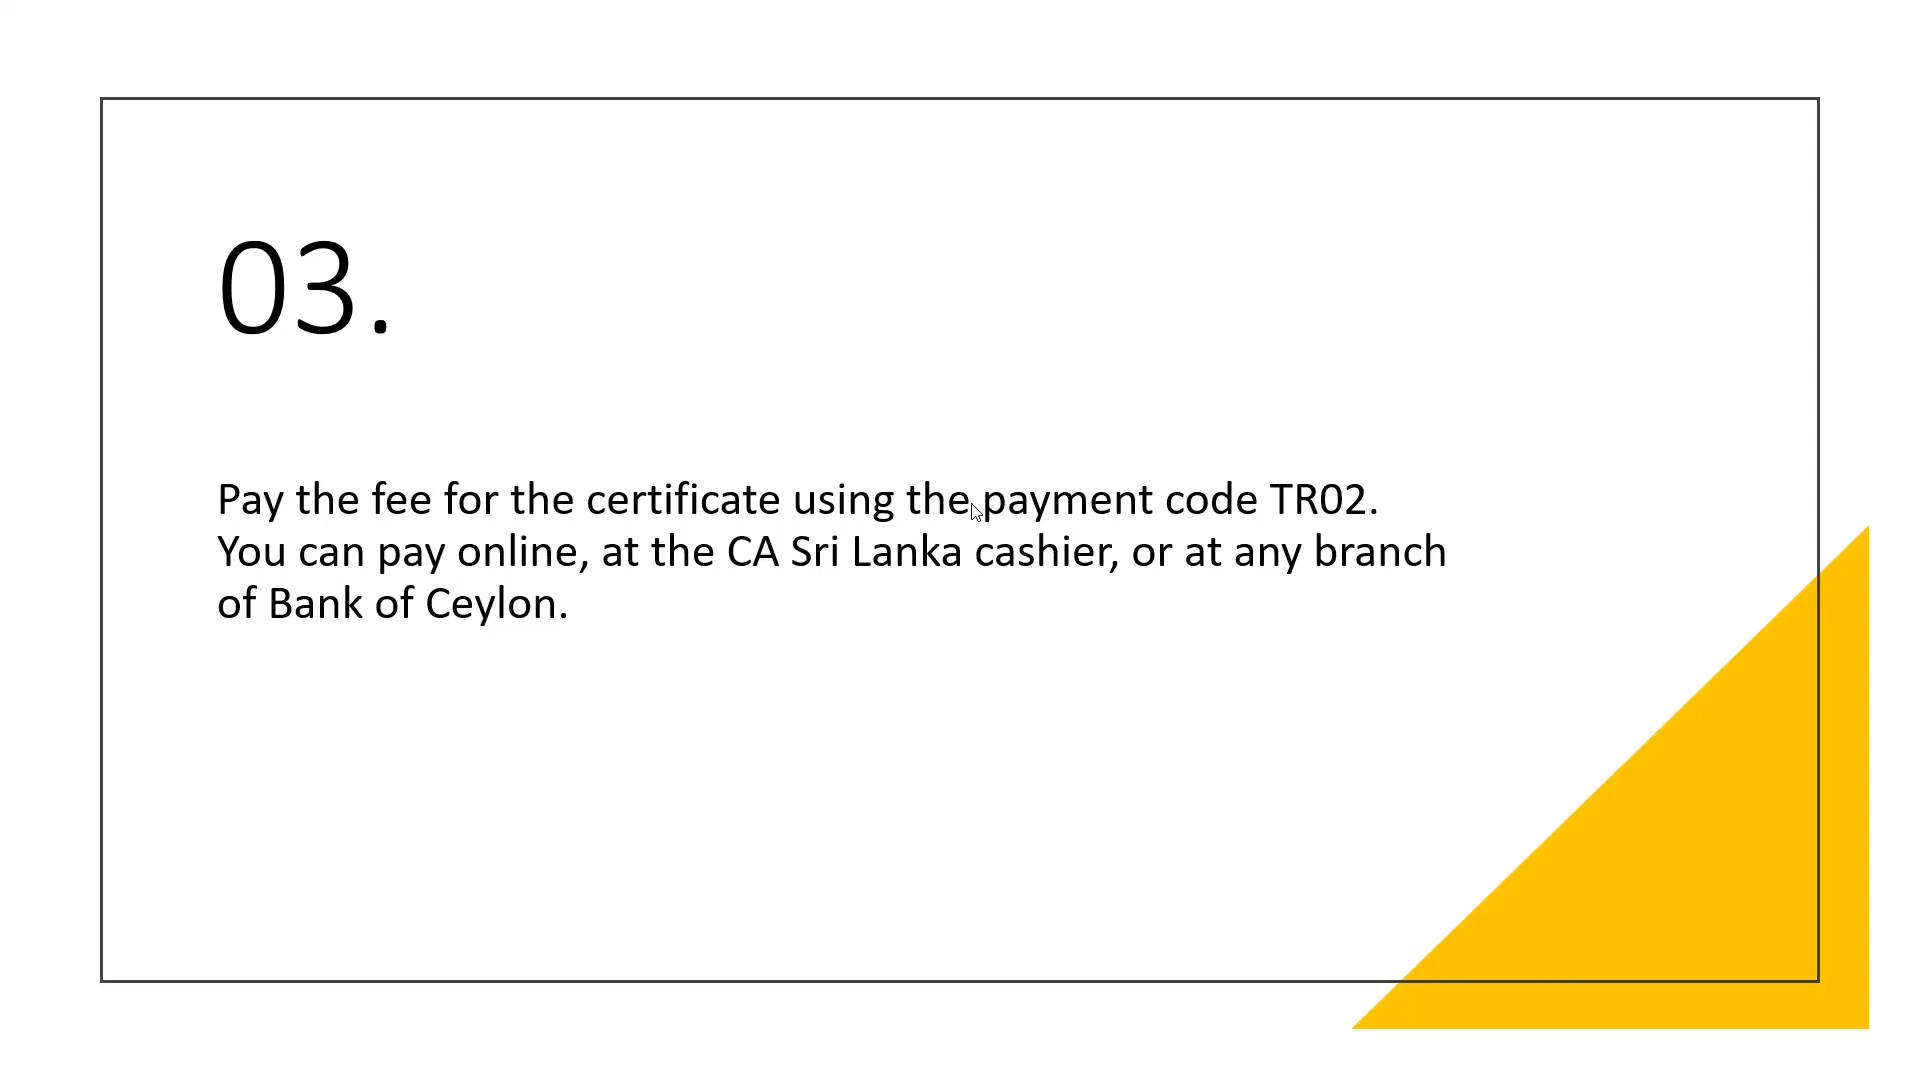 03.
Pay the fee for the certificate using the payment code TR02.
You can pay online, at the CA Sri Lanka cashier, or at any branch
of Bank of Ceylon.